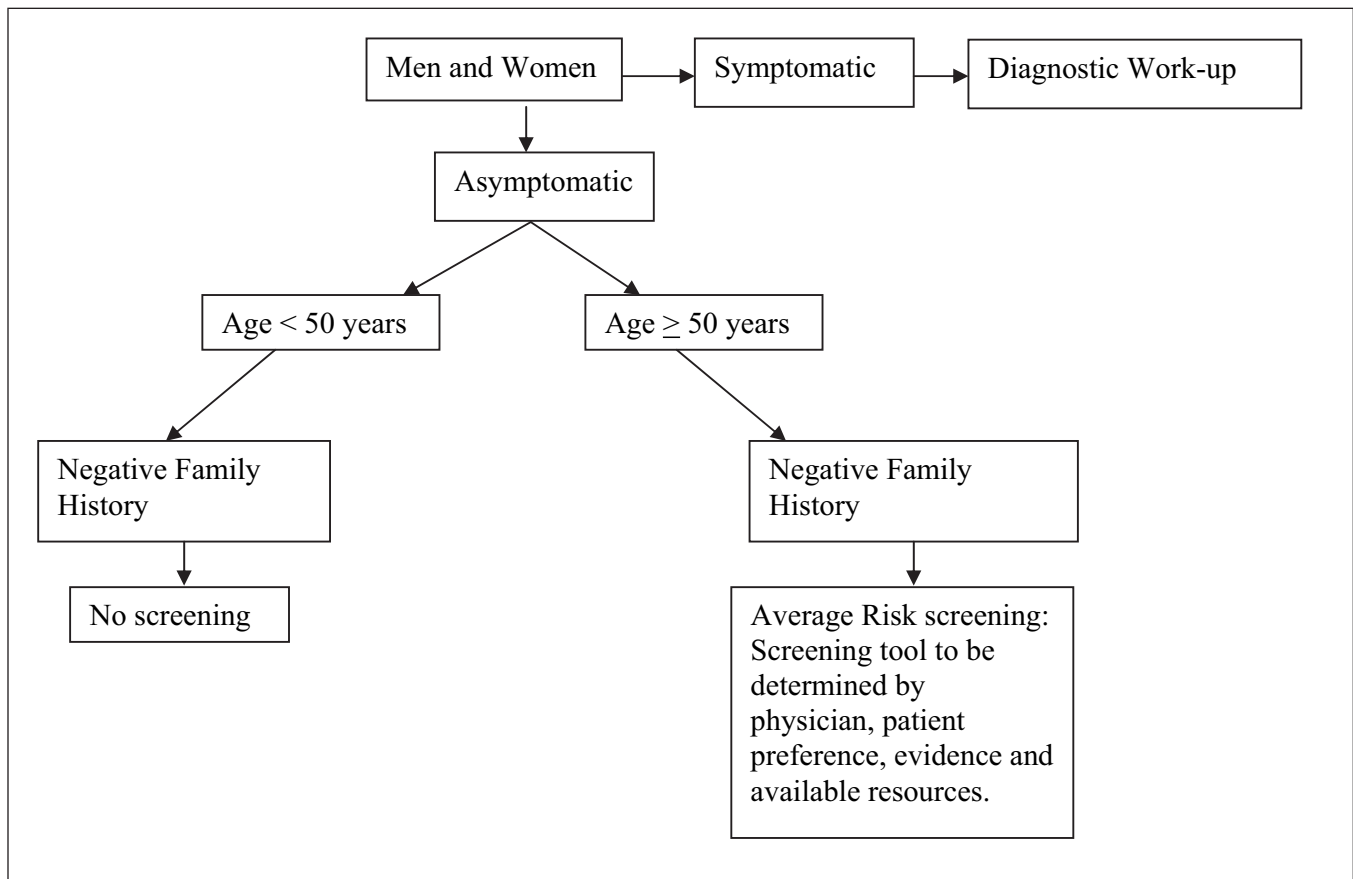 Men and Women
Symptomatic
Diagnostic Work-up
Asymptomatic
Age < 50 years
Age ≥ 50 years
Negative Family
History
Negative Family
History
No screening
Average Risk screening:
Screening tool to be
determined by
physician, patient
preference, evidence and
available resources.